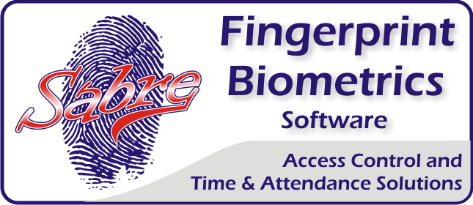 Sabre
Fingerprint
Biometrics
Software
Access Control and
Time & Attendance Solutions